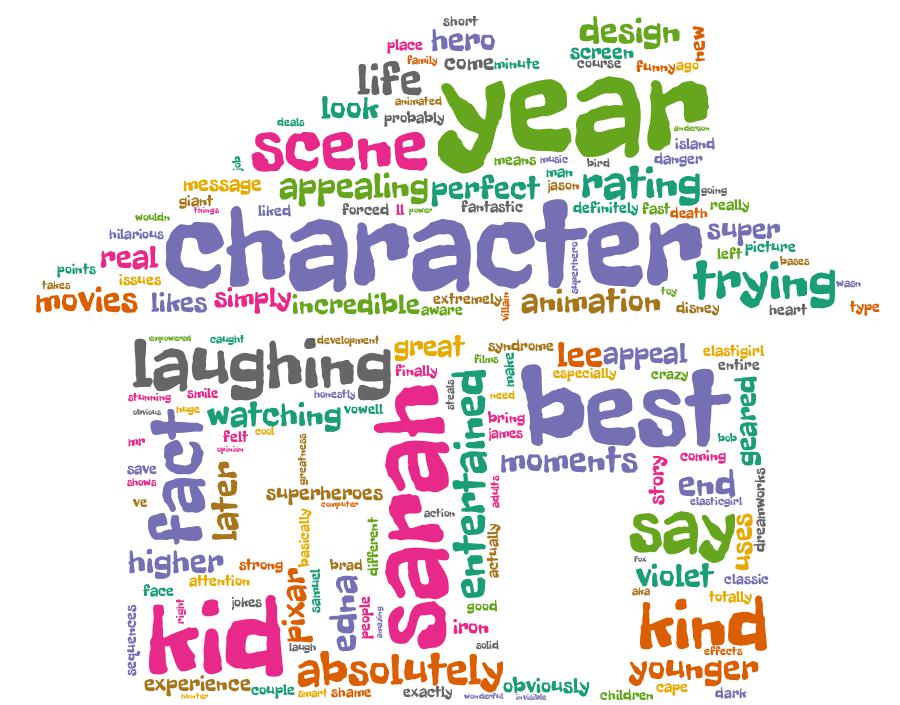 short
design
new
place
hero
screen
family
come
minute
course
funny
ago
life
year
animated
look
probably
deals
anderson
scene
island
job
means
music
bird
danger
message
appealing
perfect
man
jason
rating
going
giant
things
liked
forced
ll
power
fantastic
definitely
fast
death
really
wouldn
character
hilarious
super
real
superhero
left
picture
points
issues
bases
trying
takes
wasn
movies
likes
simply
incredible
aware
extremely
villain
animation
toy
disney
heart
type
empowered
caught
development
great
syndrome
lee
appeal
elastigirl
laughing
films
make
entire
finally
especially
crazy
stunning
smile
honestly
steals
need
best
obvious
huge
watching
vowell
sarah
entertained
bring
geared
fact
felt
cool
james
bob
mr
opinion
greatness
moments
save
later
story
coming
shows
superheroes
adults
end
dreamworks
ve
computer
action
elasticgirl
say
uses
basically
different
actually
higher
strong
brad
fox
attention
pixar
samuel
edna
violet
classic
face
aka
totally
sequences
kid
right
jokes
people
amazing
good
kind
iron
laugh
solid
effects
absolutely
younger
experience
couple
smart
shame
exactly
obviously
hunter
wonderful
invisible
children
cape
dark